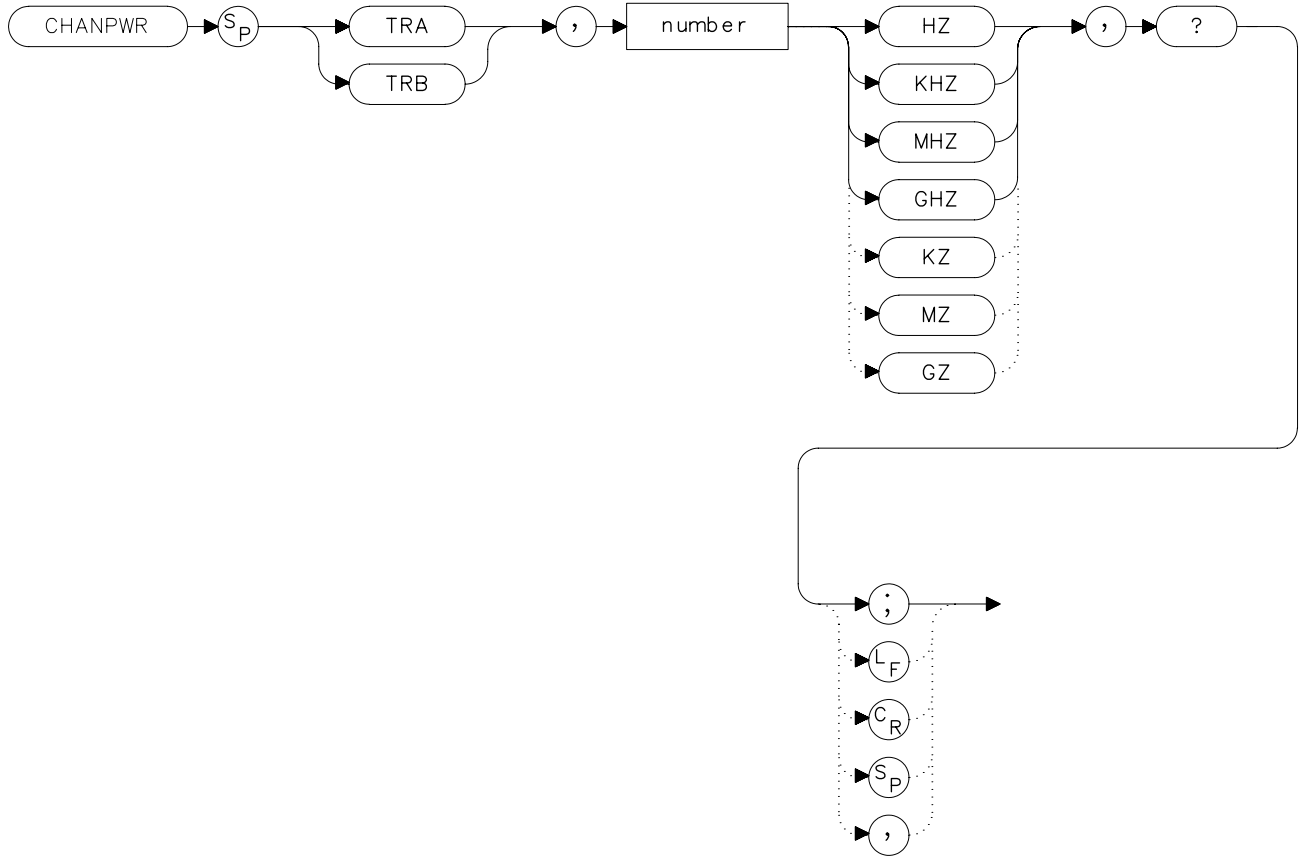 CHANPWR SP TRA , number HZ , ?
TRB KHZ
MHZ
GHZ
KZ
MZ
GZ
;
LF
CR
SP
,